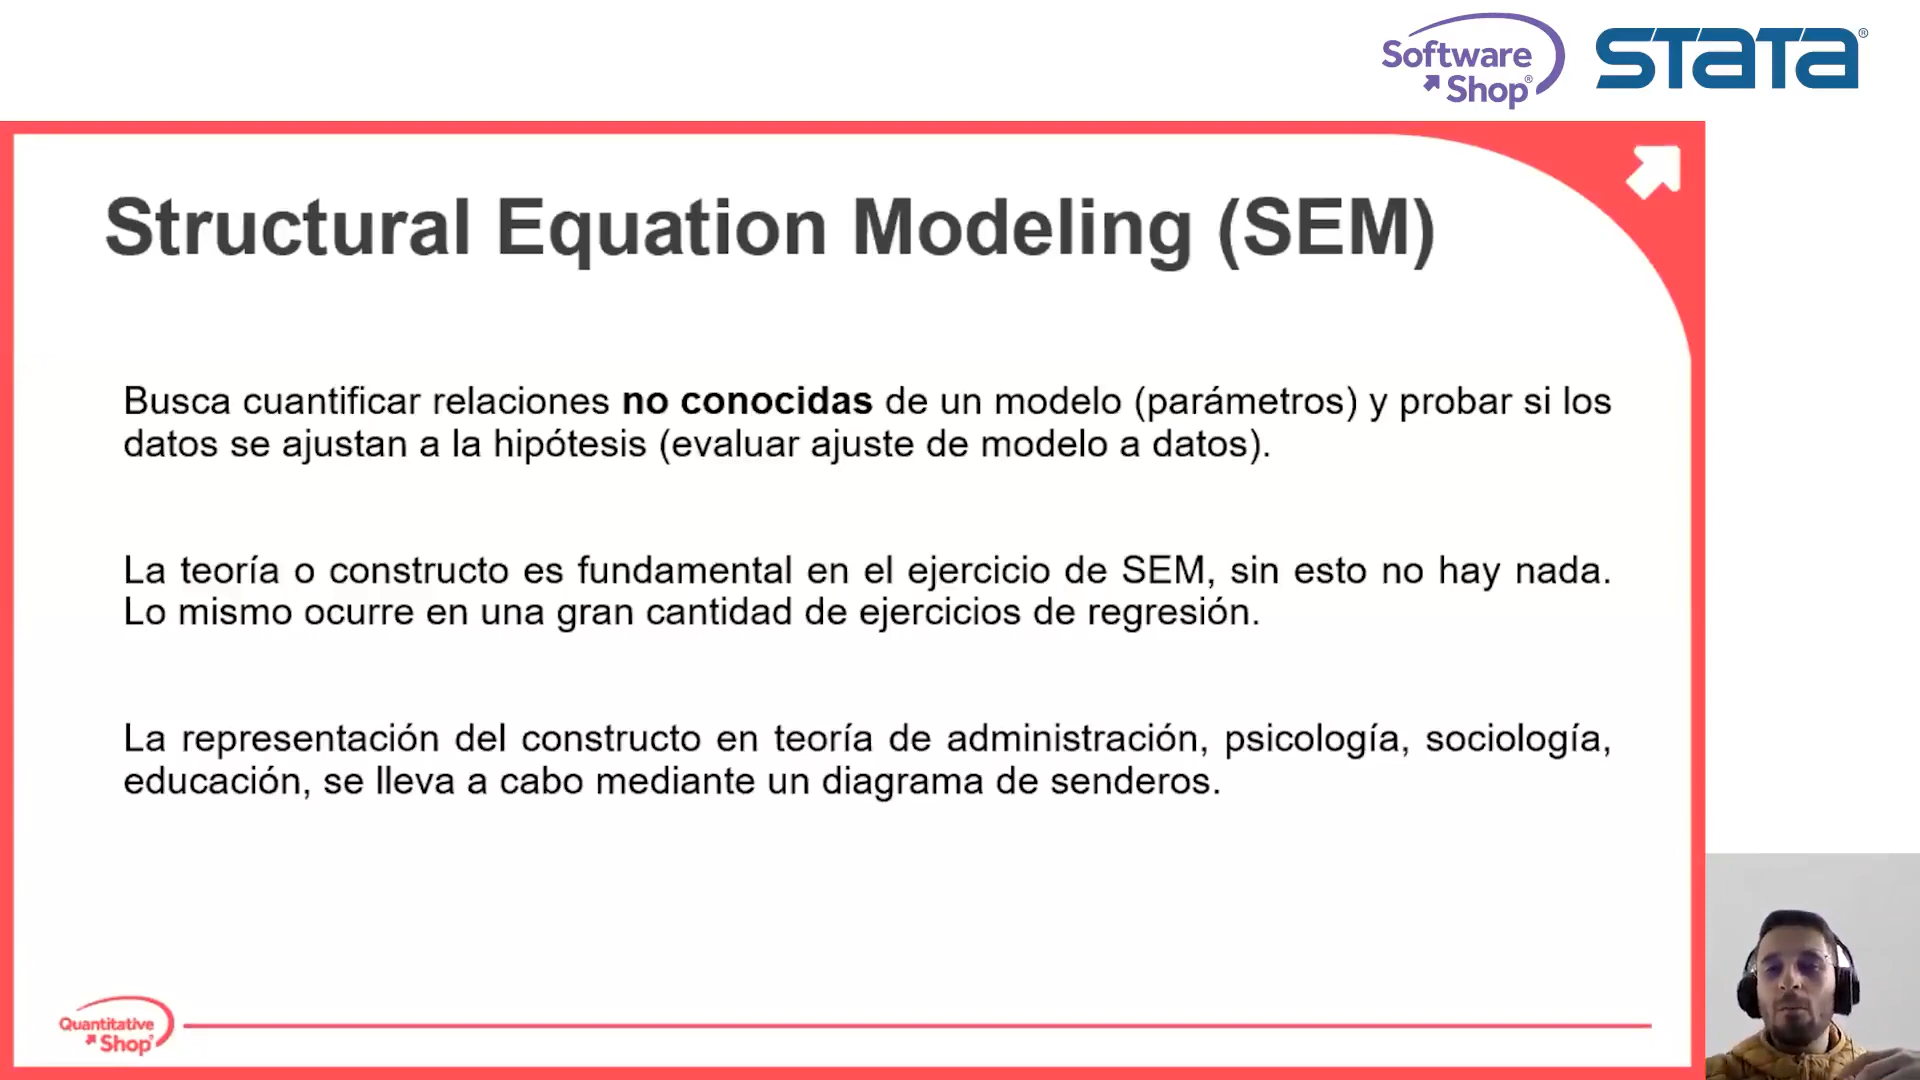 Software
Shop®
STATA®
Structural Equation Modeling (SEM)
Busca cuantificar relaciones no conocidas de un modelo (parámetros) y probar si los
datos se ajustan a la hipótesis (evaluar ajuste de modelo a datos).
La teoría o constructo es fundamental en el ejercicio de SEM, sin esto no hay nada.
Lo mismo ocurre en una gran cantidad de ejercicios de regresión.
La representación del constructo en teoría de administración, psicología, sociología,
educación, se lleva a cabo mediante un diagrama de senderos.
Quantitative
Shop®